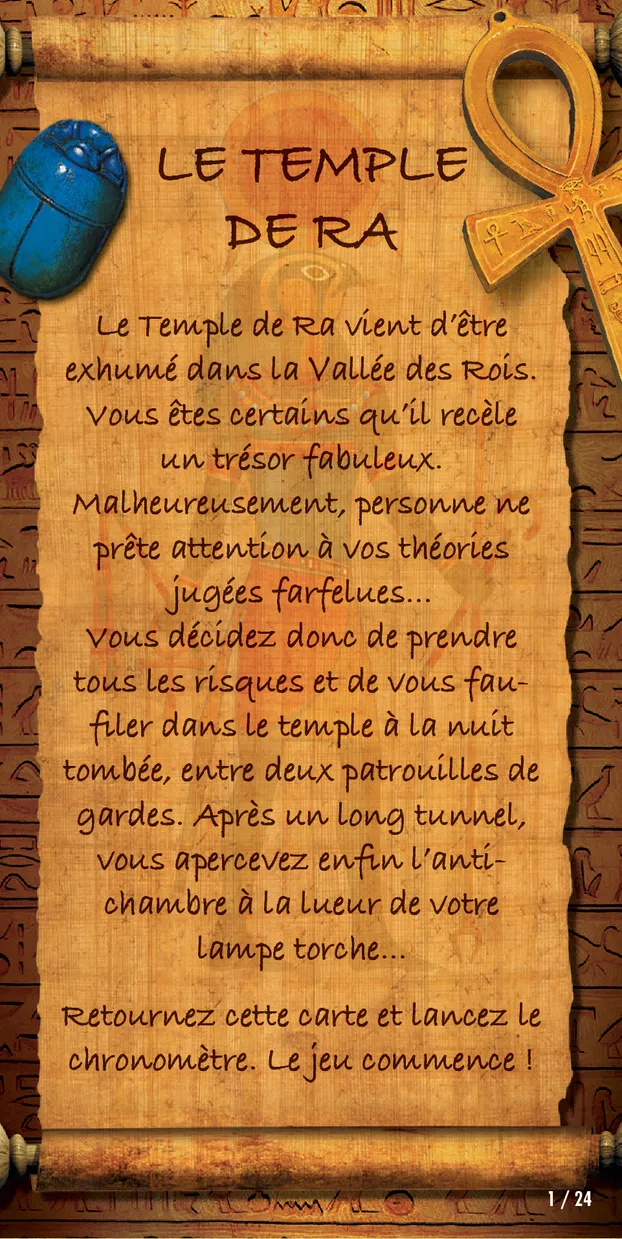 LE TEMPLE
DE RA
Le Temple de Ra vient d'être
exhumé dans la Vallée des Rois.
Vous êtes certains qu'il recèle
un trésor fabuleux.
Malheureusement, personne ne
prête attention à vos théories
jugées farfelues...
Vous décidez donc de prendre
tous les risques et de vous fau-
filer dans le temple à la nuit
tombée, entre deux patrouilles de
gardes. Après un long tunnel,
vous apercevez enfin l'anti-
chambre à la lueur de votre
lampe torche...
Retournez cette carte et lancez le
chronomètre. Le jeu commence !
1 / 24